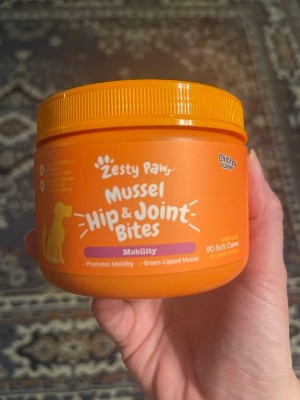 Zesty Paws
Mussel
Hip & Joint
Bites
Mobility
Promotes Mobility · Green-Lipped Mussel
90 Soft Chews